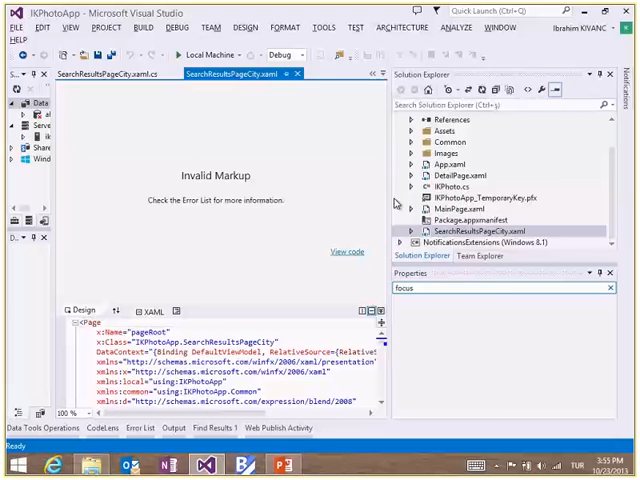 IKPhotoApp - Microsoft Visual Studio
Quick Launch (Ctrl+Q)
FILE EDIT VIEW PROJECT BUILD DEBUG TEAM DESIGN FORMAT TOOLS TEST ARCHITECTURE ANALYZE WINDOW
Ibrahim KIVANC
HELP
Local Machine
Debug
SearchResultsPageCity.xaml.cs
SearchResultsPageCity.xaml
Solution Explorer
Search Solution Explorer (Ctrl+ş)
Data
Server
Share
Wind
Invalid Markup
Check the Error List for more information.
View code
References
Assets
Common
Images
App.xaml
DetailPage.xaml
IKPhoto.cs
IKPhotoApp_TemporaryKey.pfx
MainPage.xaml
Package.appxmanifest
SearchResultsPageCity.xaml
NotificationsExtensions (Windows 8.1)
Solution Explorer Team Explorer
Properties
focus
Design
XAML
<Page
x:Name="pageRoot"
x:Class="IKPhotoApp.SearchResultsPageCity"
DataContext="{Binding DefaultViewModel, RelativeSource={Relative
xmlns="http://schemas.microsoft.com/winfx/2006/xaml/presentation"
xmlns:x="http://schemas.microsoft.com/winfx/2006/xaml"
xmlns:local="using:IKPhotoApp"
xmlns:common="using:IKPhotoApp.Common"
xmlns:d="http://schemas.microsoft.com/expression/blend/2008"
100 %
Data Tools Operations CodeLens Error List Output Find Results 1 Web Publish Activity
Ready
TUR
3:55 PM
10/23/2013